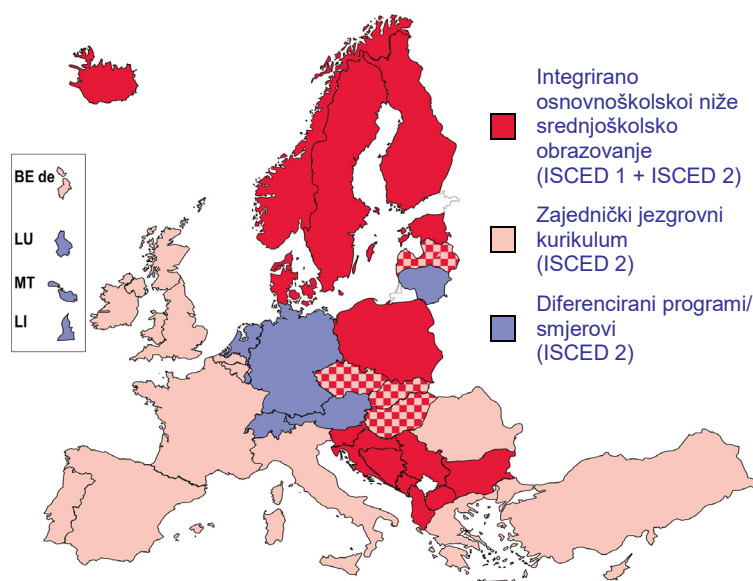 Integrirano
osnovnoškolskoi niže
srednjoškolsko
obrazovanje
(ISCED 1 + ISCED 2)
Zajednički jezgrovni
kurikulum
(ISCED 2)
Diferencirani programi/
smjerovi
(ISCED 2)
BE de
LU
MT
LI